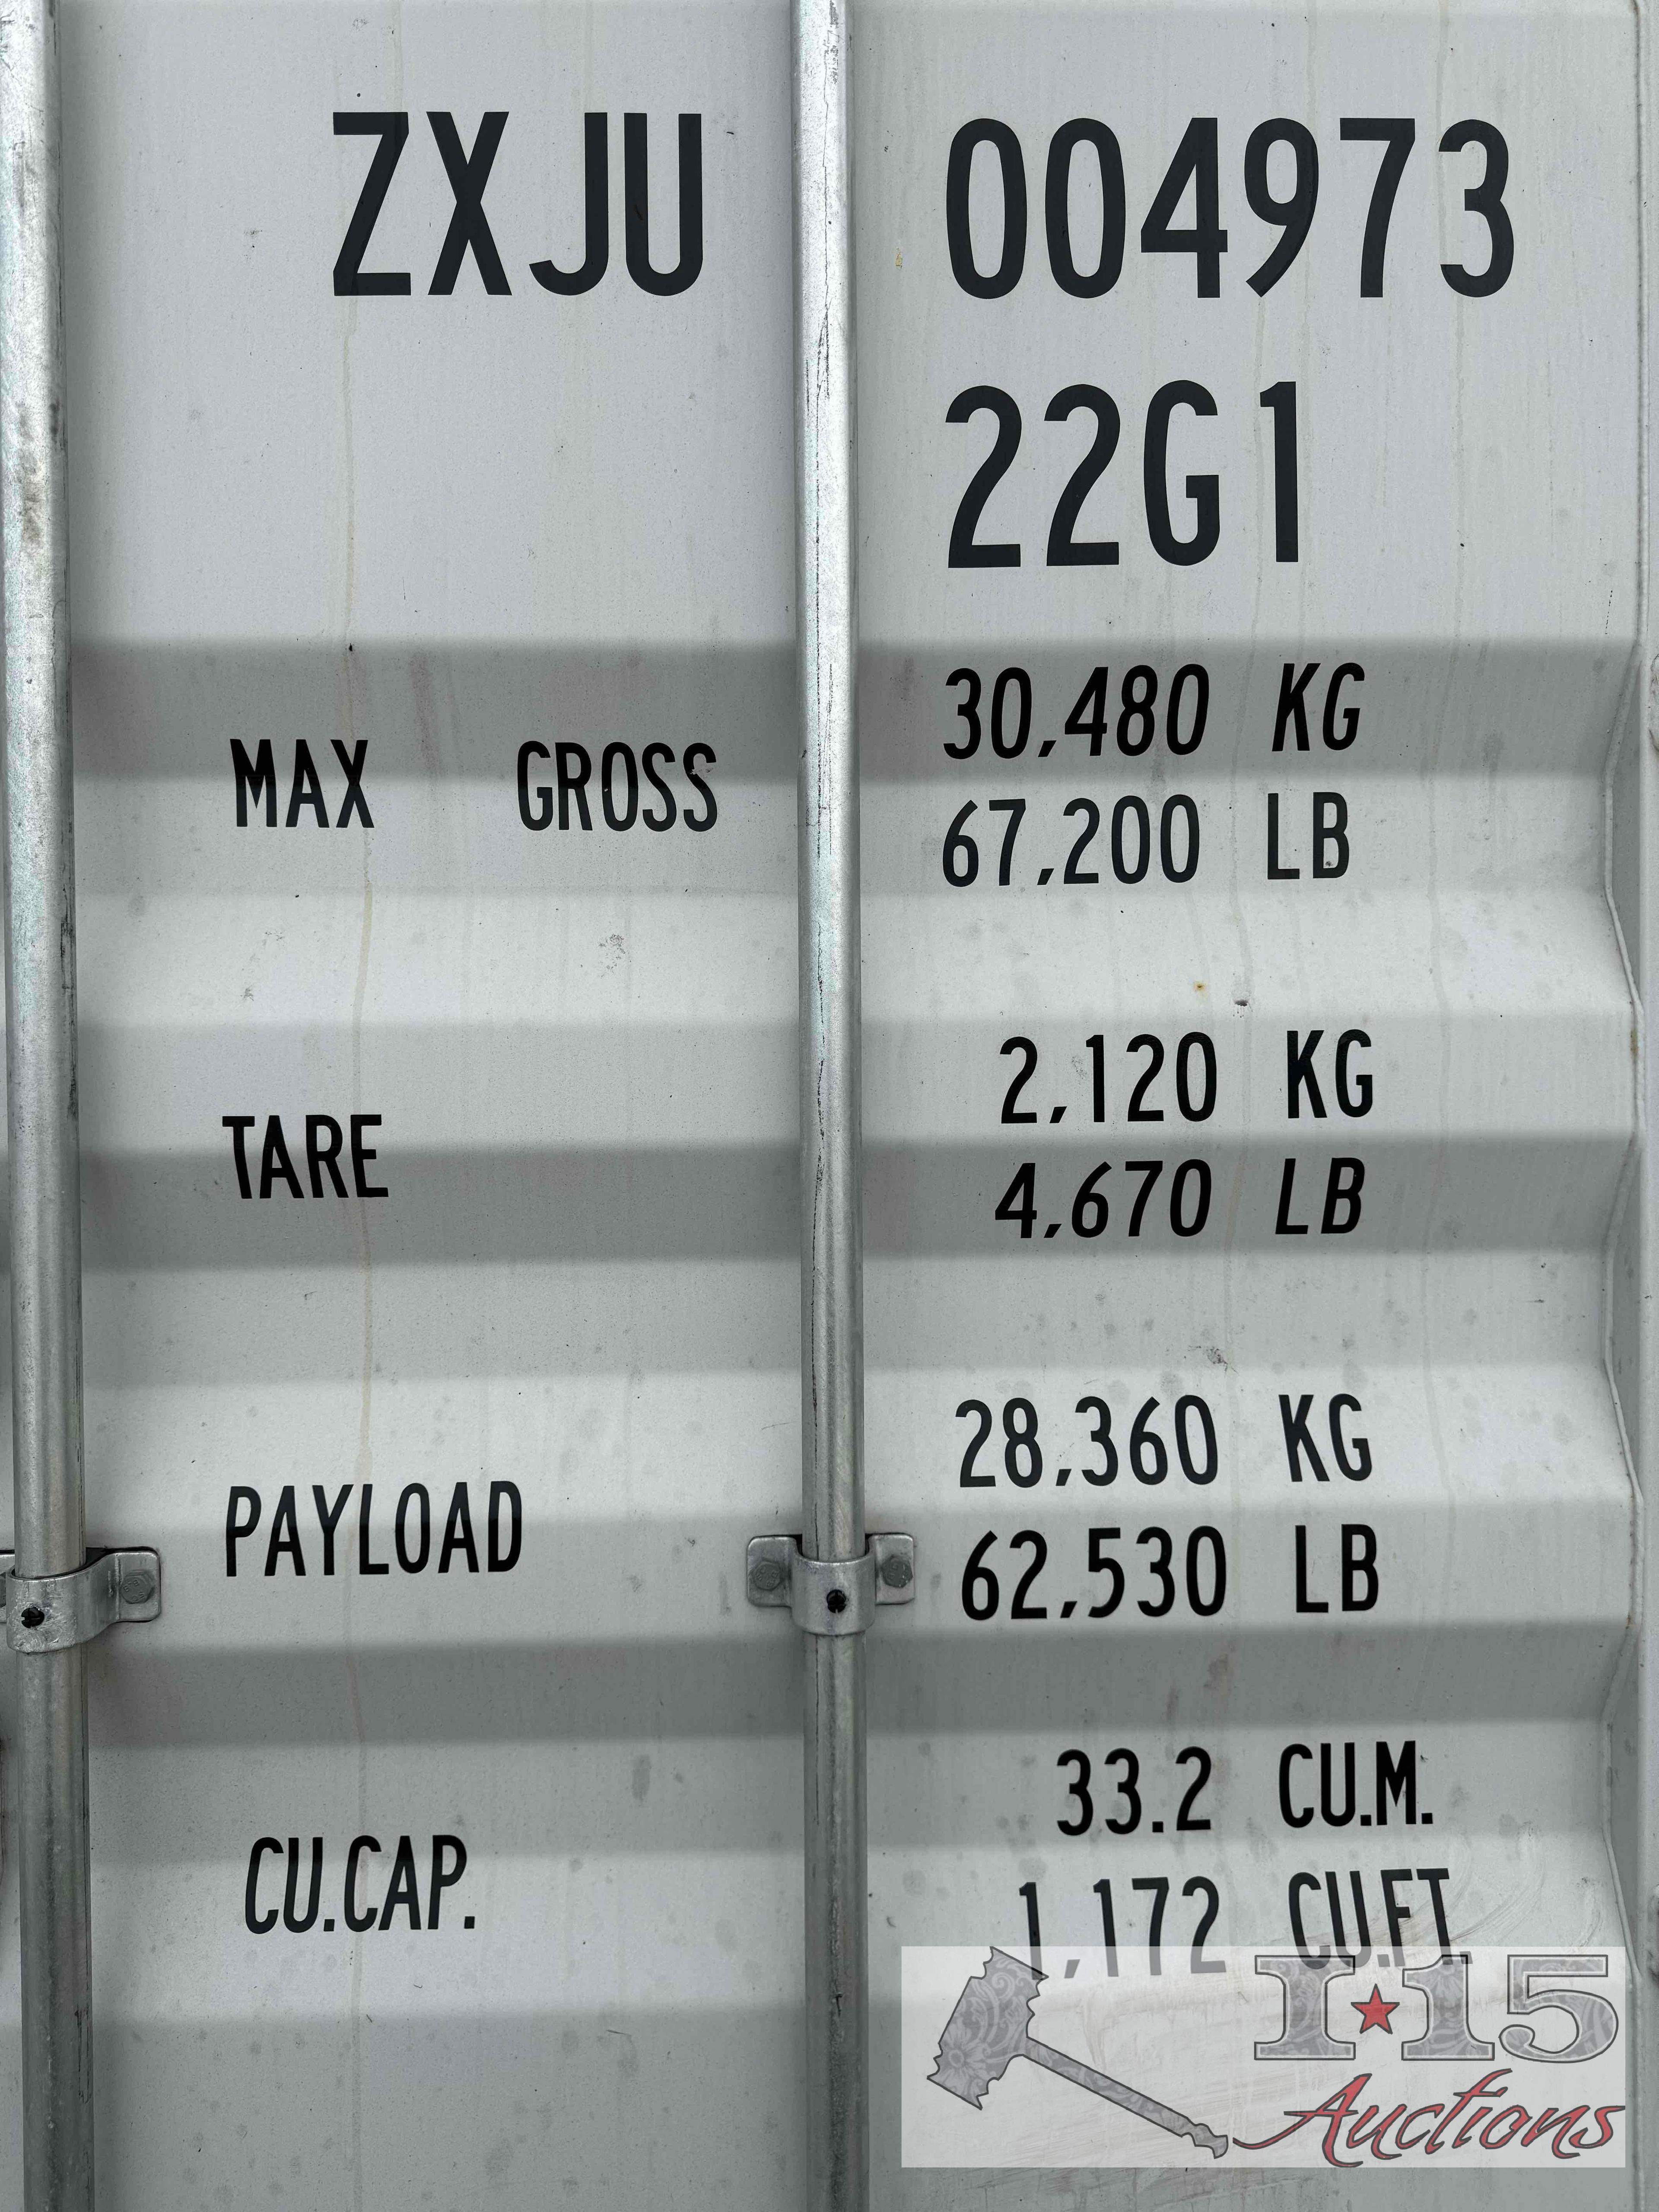 ZXJU 004973
22G1
MAX GROSS 30,480 KG
67,200 LB
TARE 2,120 KG
4,670 LB
PAYLOAD 28,360 KG
62,530 LB
CU.CAP. 33.2 CU.M.
1,172 CU.FT.
I★15
Auctions